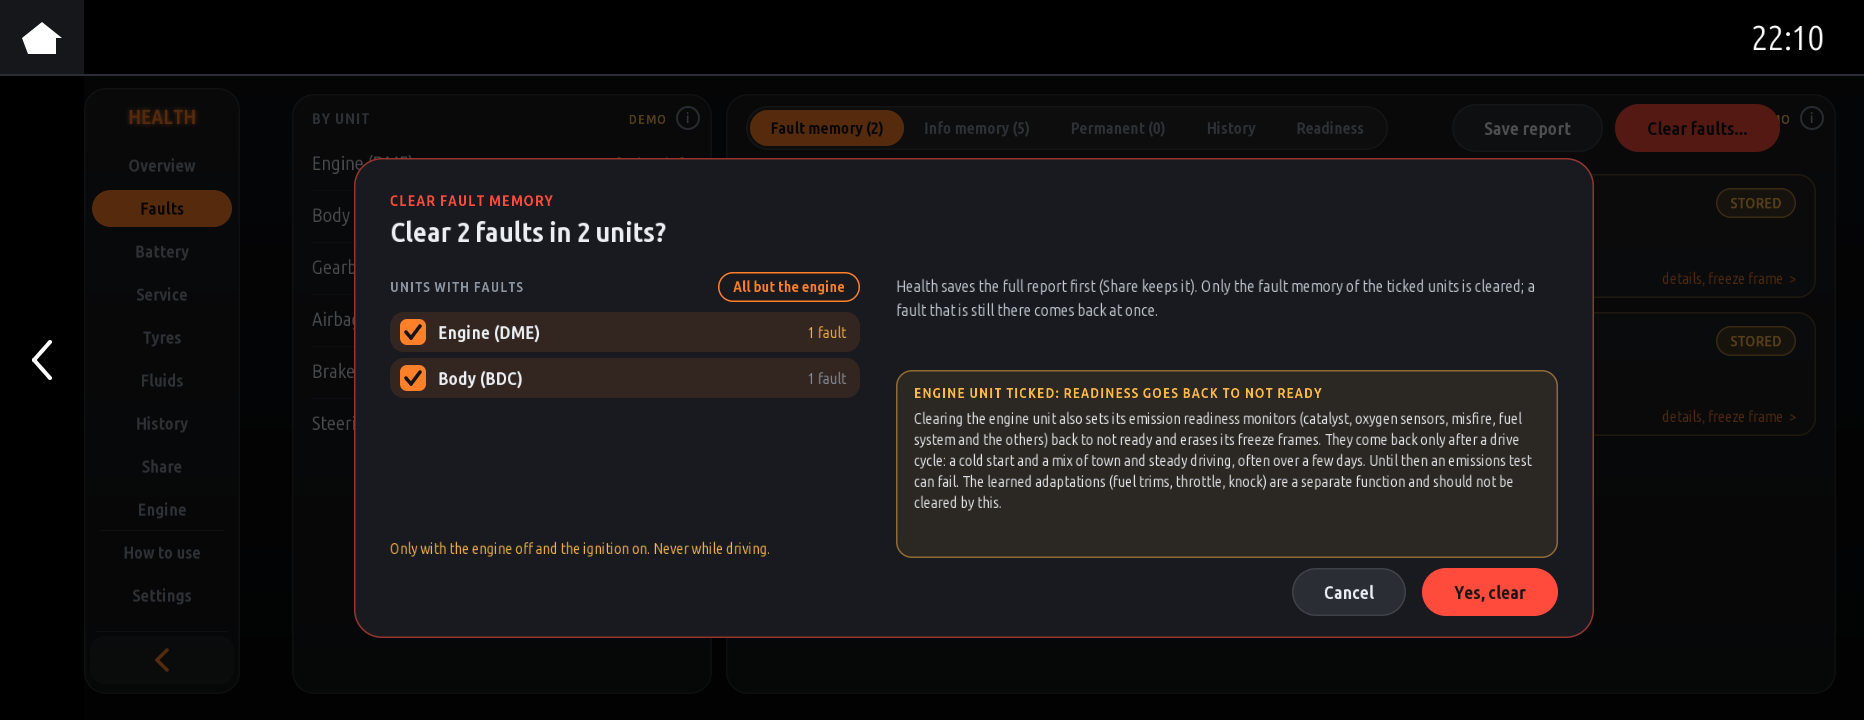 22:10
HEALTH
Overview
Faults
Battery
Service
Tyres
Fluids
History
Share
Engine
How to use
Settings
BY UNIT
DEMO
i
Engine
Body
Fault memory (2)
Info memory (5)
Permanent (0)
History
Readiness
Save report
Clear faults...
i
STORED
details, freeze frame >
STORED
details, freeze frame >
CLEAR FAULT MEMORY
Clear 2 faults in 2 units?
UNITS WITH FAULTS
All but the engine
Engine (DME)
1 fault
Body (BDC)
1 fault
Only with the engine off and the ignition on. Never while driving.
Health saves the full report first (Share keeps it). Only the fault memory of the ticked units is cleared; a
fault that is still there comes back at once.
ENGINE UNIT TICKED: READINESS GOES BACK TO NOT READY
Clearing the engine unit also sets its emission readiness monitors (catalyst, oxygen sensors, misfire, fuel
system and the others) back to not ready and erases its freeze frames. They come back only after a drive
cycle: a cold start and a mix of town and steady driving, often over a few days. Until then an emissions test
can fail. The learned adaptations (fuel trims, throttle, knock) are a separate function and should not be
cleared by this.
Cancel
Yes, clear